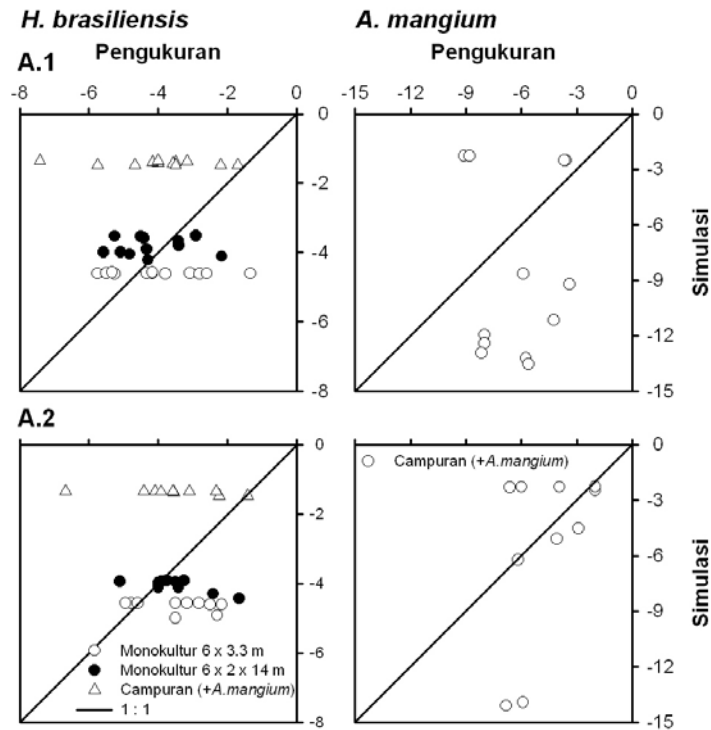 H. brasiliensis
A. mangium
A.1
Pengukuran
Pengukuran
-8 -6 -4 -2 0
-15 -12 -9 -6 -3 0
-2
-4
-6
-8
-3
-6
-9
-12
-15
Simulasi
A.2
0
-2
-4
-6
-8
0
-3
-6
-9
-12
-15
Simulasi
Monokultur 6 x 3.3 m
Monokultur 6 x 2 x 14 m
Campuran (+A.mangium)
1 : 1
Campuran (+A.mangium)